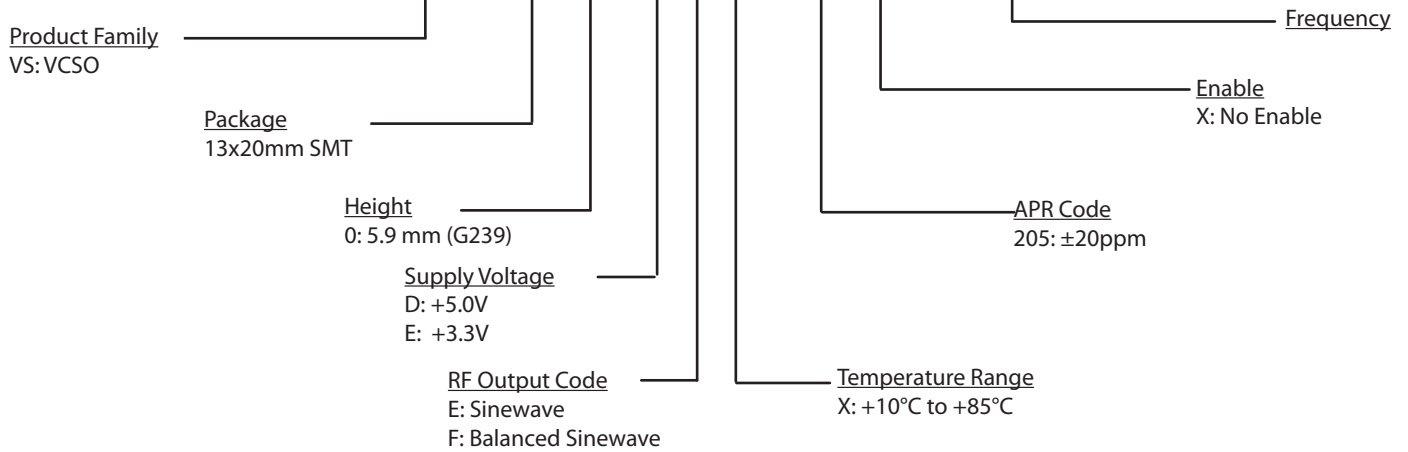 Frequency
Product Family
VS: VCSO
Enable
X: No Enable
Package
13x20mm SMT
Height
0: 5.9 mm (G239)
APR Code
205: ±20ppm
Supply Voltage
D: +5.0V
E: +3.3V
RF Output Code
E: Sinewave
F: Balanced Sinewave
Temperature Range
X: +10°C to +85°C